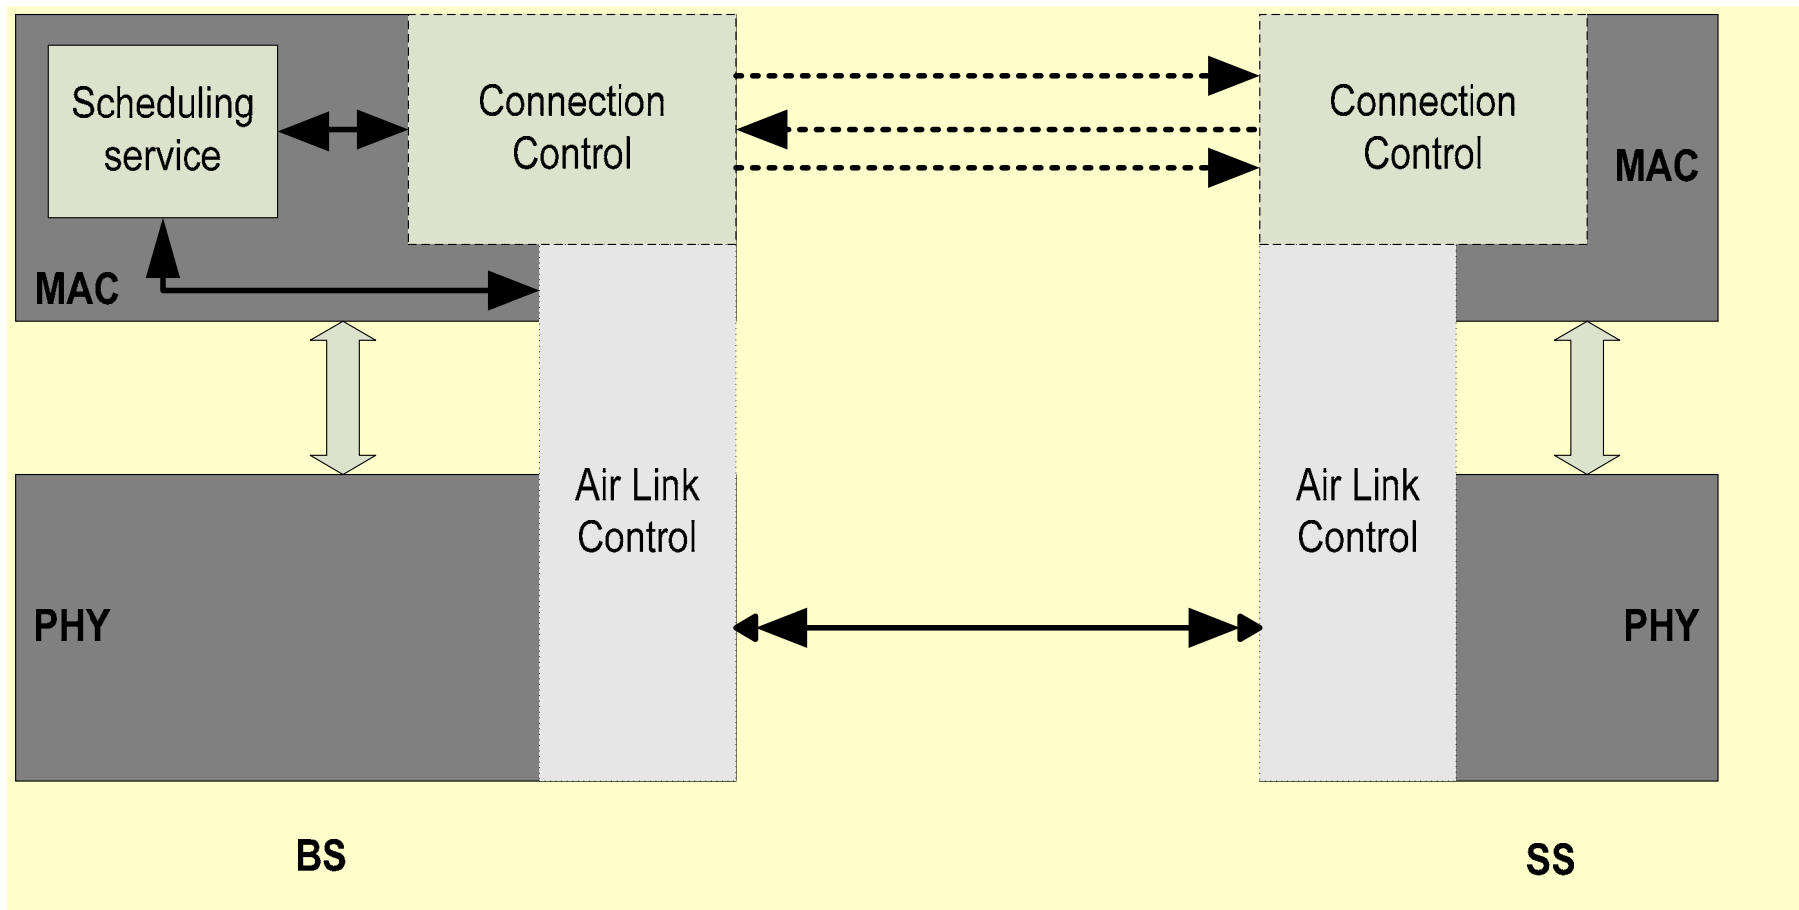 Scheduling
service
Connection
Control
Connection
Control
MAC
MAC
Air Link
Control
Air Link
Control
PHY
PHY
BS
SS